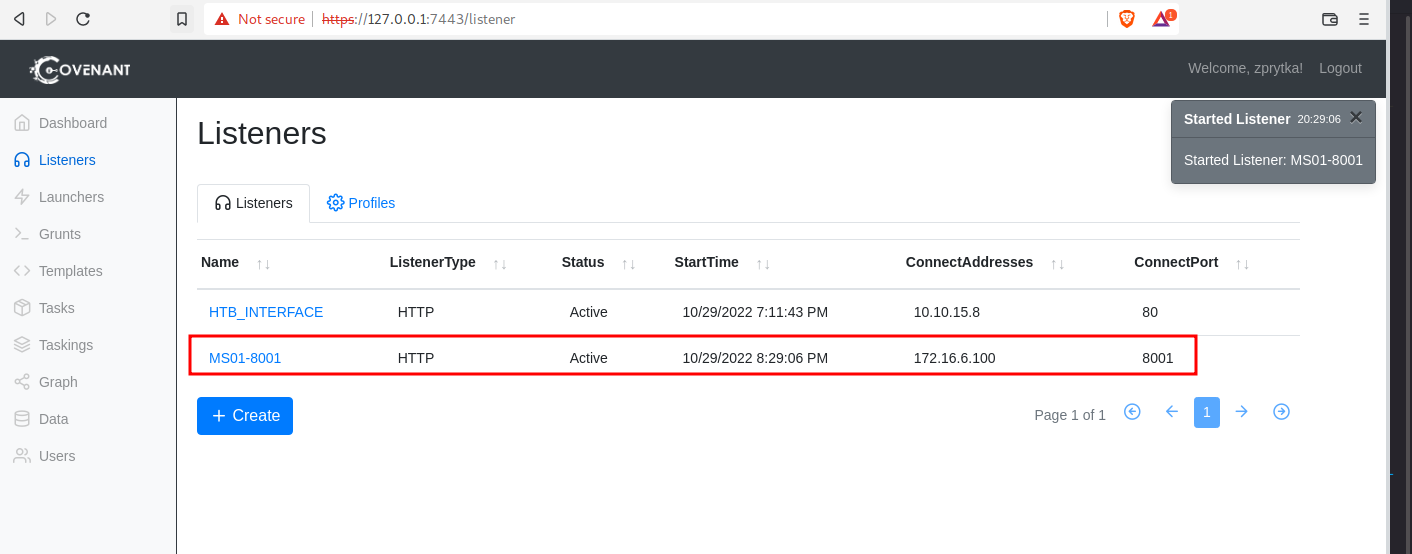 Not secure https://127.0.0.1:7443/listener 1
COVENANT Welcome, zprytka! Logout
Started Listener 20:29:06
Started Listener: MS01-8001
Dashboard
Listeners
Launchers
Grunts
Templates
Tasks
Taskings
Graph
Data
Users
Listeners
Listeners Profiles
Name ListenerType Status StartTime ConnectAddresses ConnectPort
HTB_INTERFACE HTTP Active 10/29/2022 7:11:43 PM 10.10.15.8 80
MS01-8001 HTTP Active 10/29/2022 8:29:06 PM 172.16.6.100 8001
+ Create Page 1 of 1 1